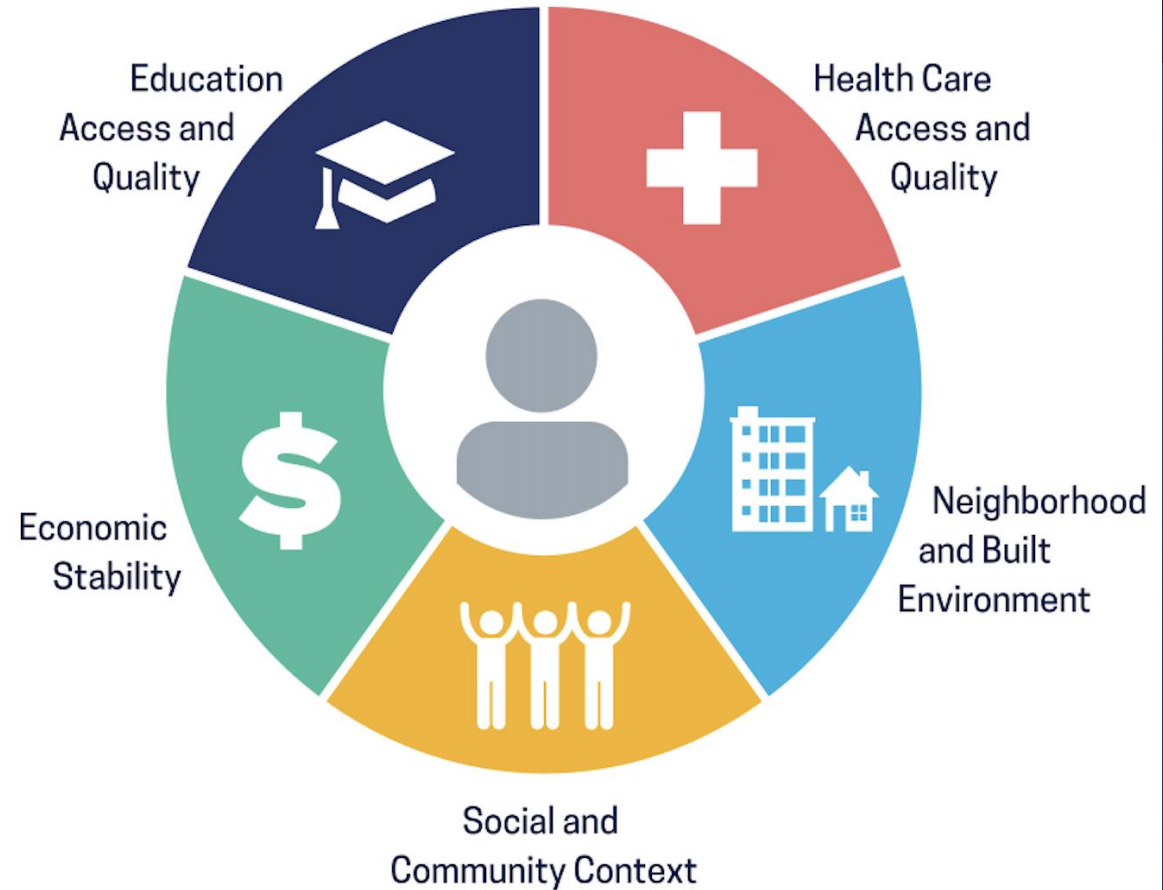 Education
Access and
Quality
Health Care
Access and
Quality
Economic
Stability
Neighborhood
and Built
Environment
Social and
Community Context